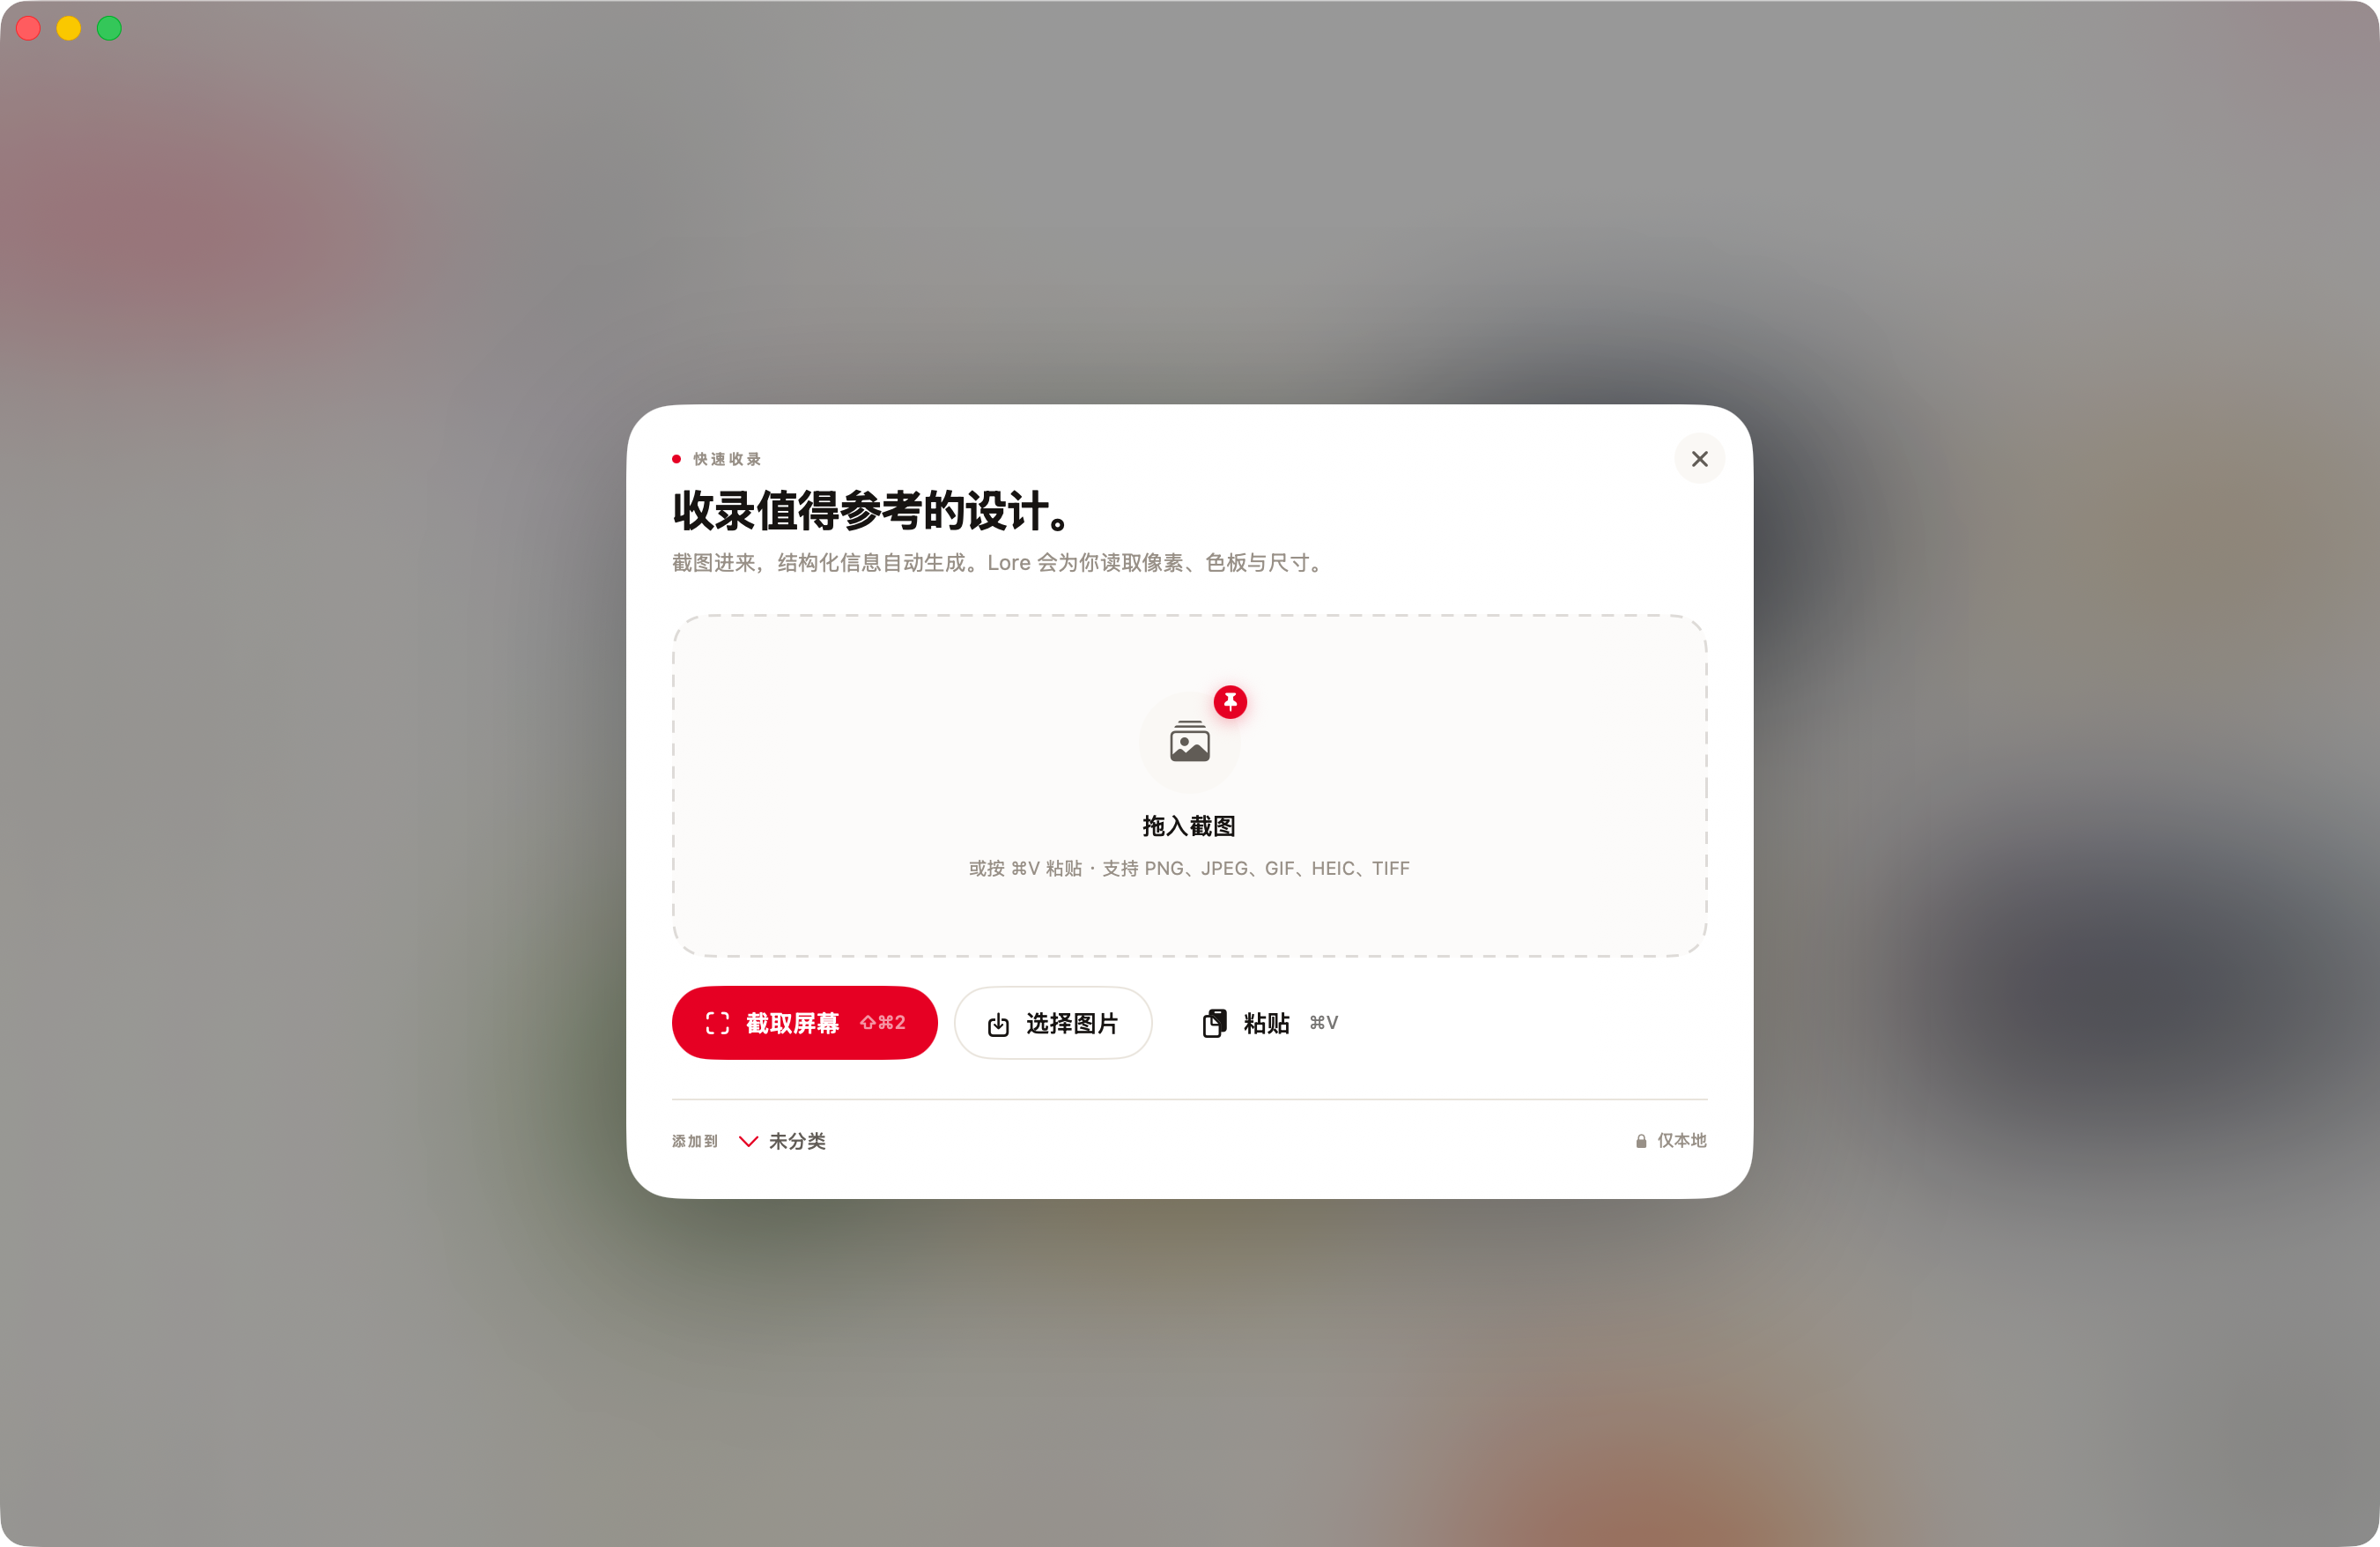 快速收录
收录值得参考的设计。
截图进来，结构化信息自动生成。Lore 会为你读取像素、色板与尺寸。
拖入截图
或按 ⌘V 粘贴 · 支持 PNG、JPEG、GIF、HEIC、TIFF
截取屏幕 ⇧⌘2
选择图片
粘贴 ⌘V
添加到 未分类
仅本地